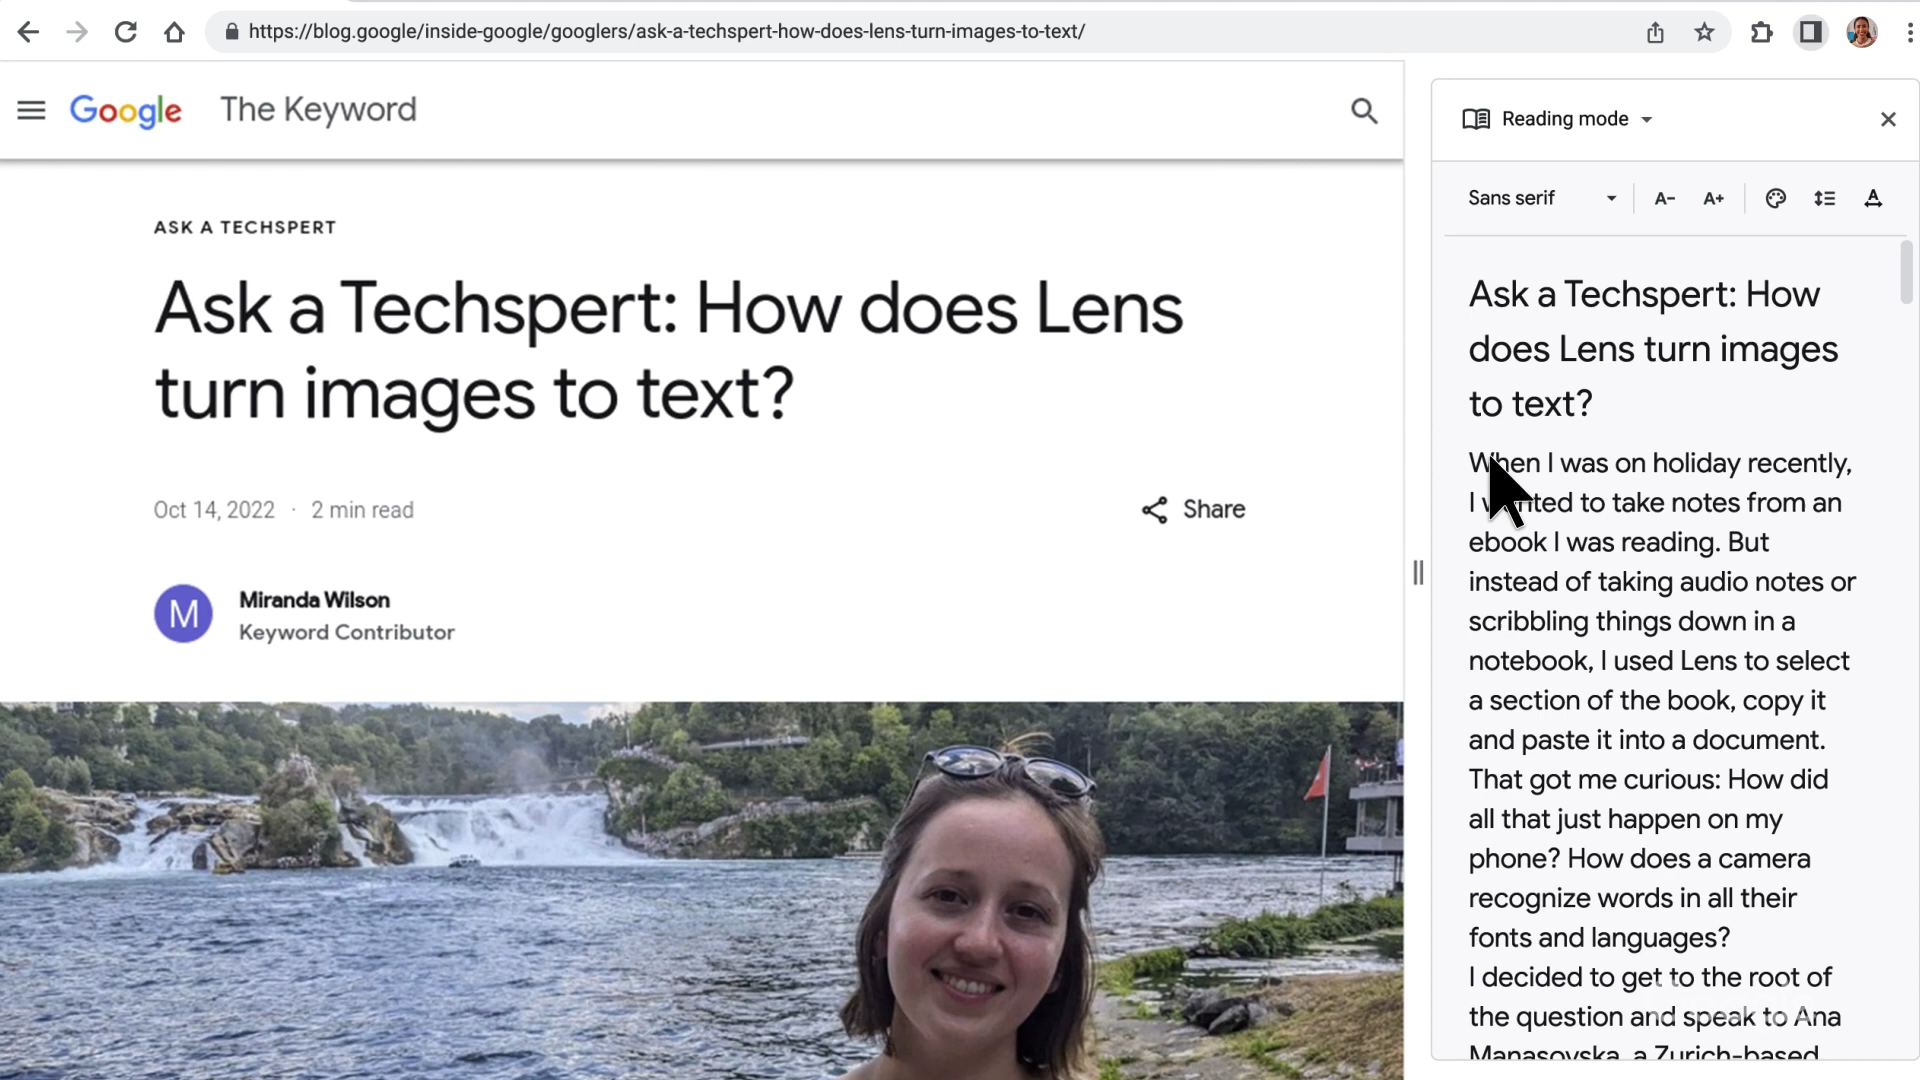 https://blog.google/inside-google/googlers/ask-a-techspert-how-does-lens-turn-images-to-text/
Google The Keyword
ASK A TECHSPERT
Ask a Techspert: How does Lens
turn images to text?
Oct 14, 2022 · 2 min read
Share
M
Miranda Wilson
Keyword Contributor
Reading mode
Sans serif
A- A+ A
Ask a Techspert: How
does Lens turn images
to text?
When I was on holiday recently,
I wanted to take notes from an
ebook I was reading. But
instead of taking audio notes or
scribbling things down in a
notebook, I used Lens to select
a section of the book, copy it
and paste it into a document.
That got me curious: How did
all that just happen on my
phone? How does a camera
recognize words in all their
fonts and languages?
I decided to get to the root of
the question and speak to Ana
Manasovska, a Zurich-based